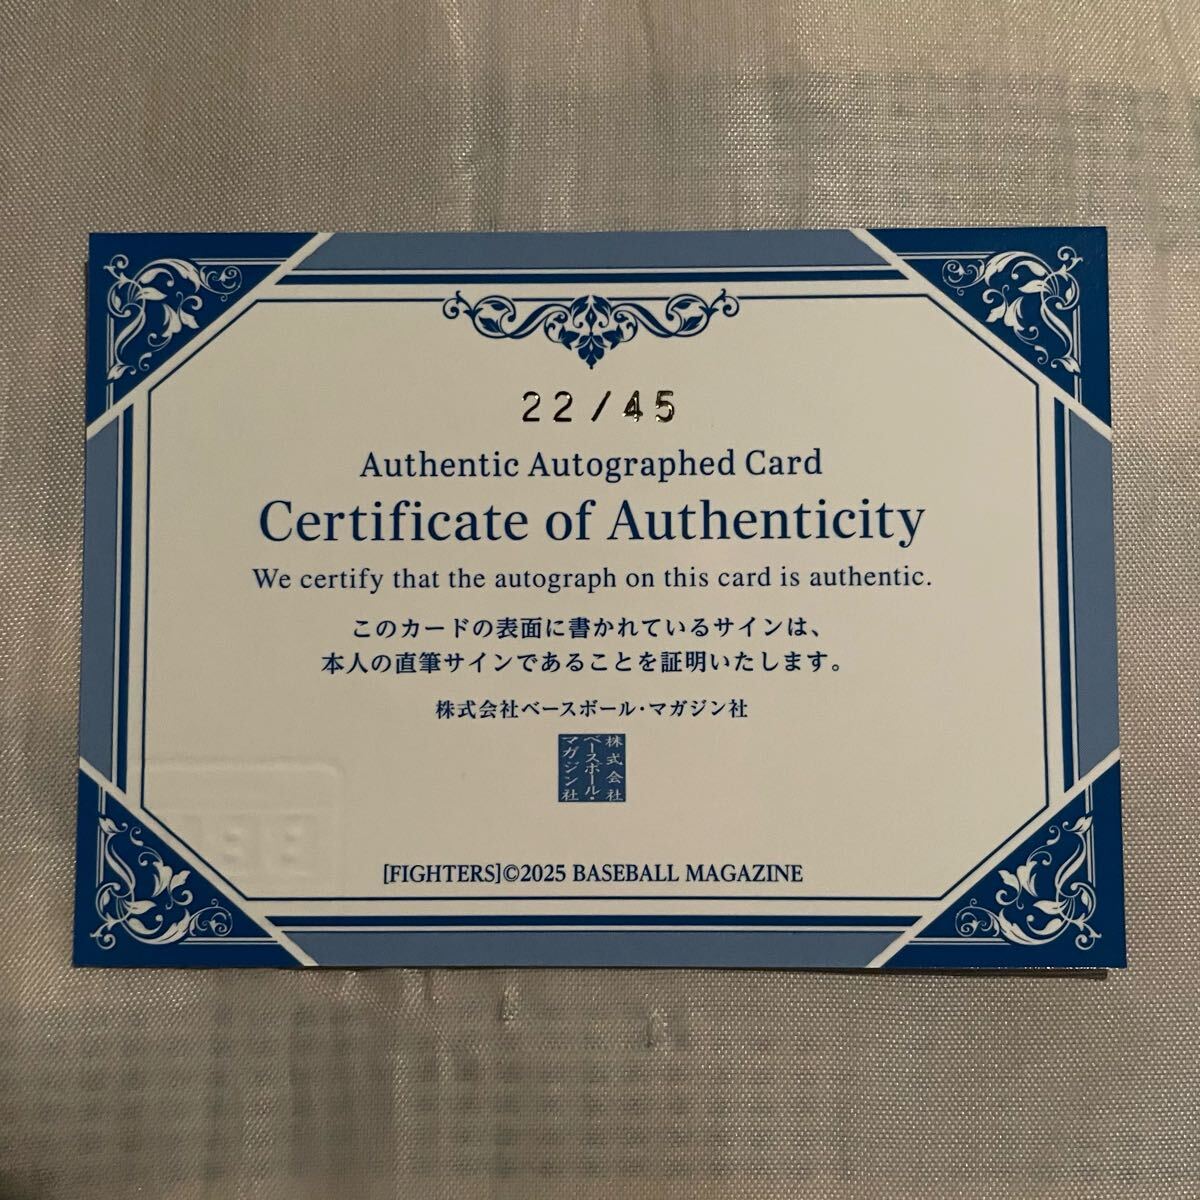 22/45
Authentic Autographed Card
Certificate of Authenticity
We certify that the autograph on this card is authentic.
このカードの表面に書かれているサインは、
本人の直筆サインであることを証明いたします。
株式会社ベースボール・マガジン社
株式会社
ベースボール・
マガジン社
[FIGHTERS]©2025 BASEBALL MAGAZINE